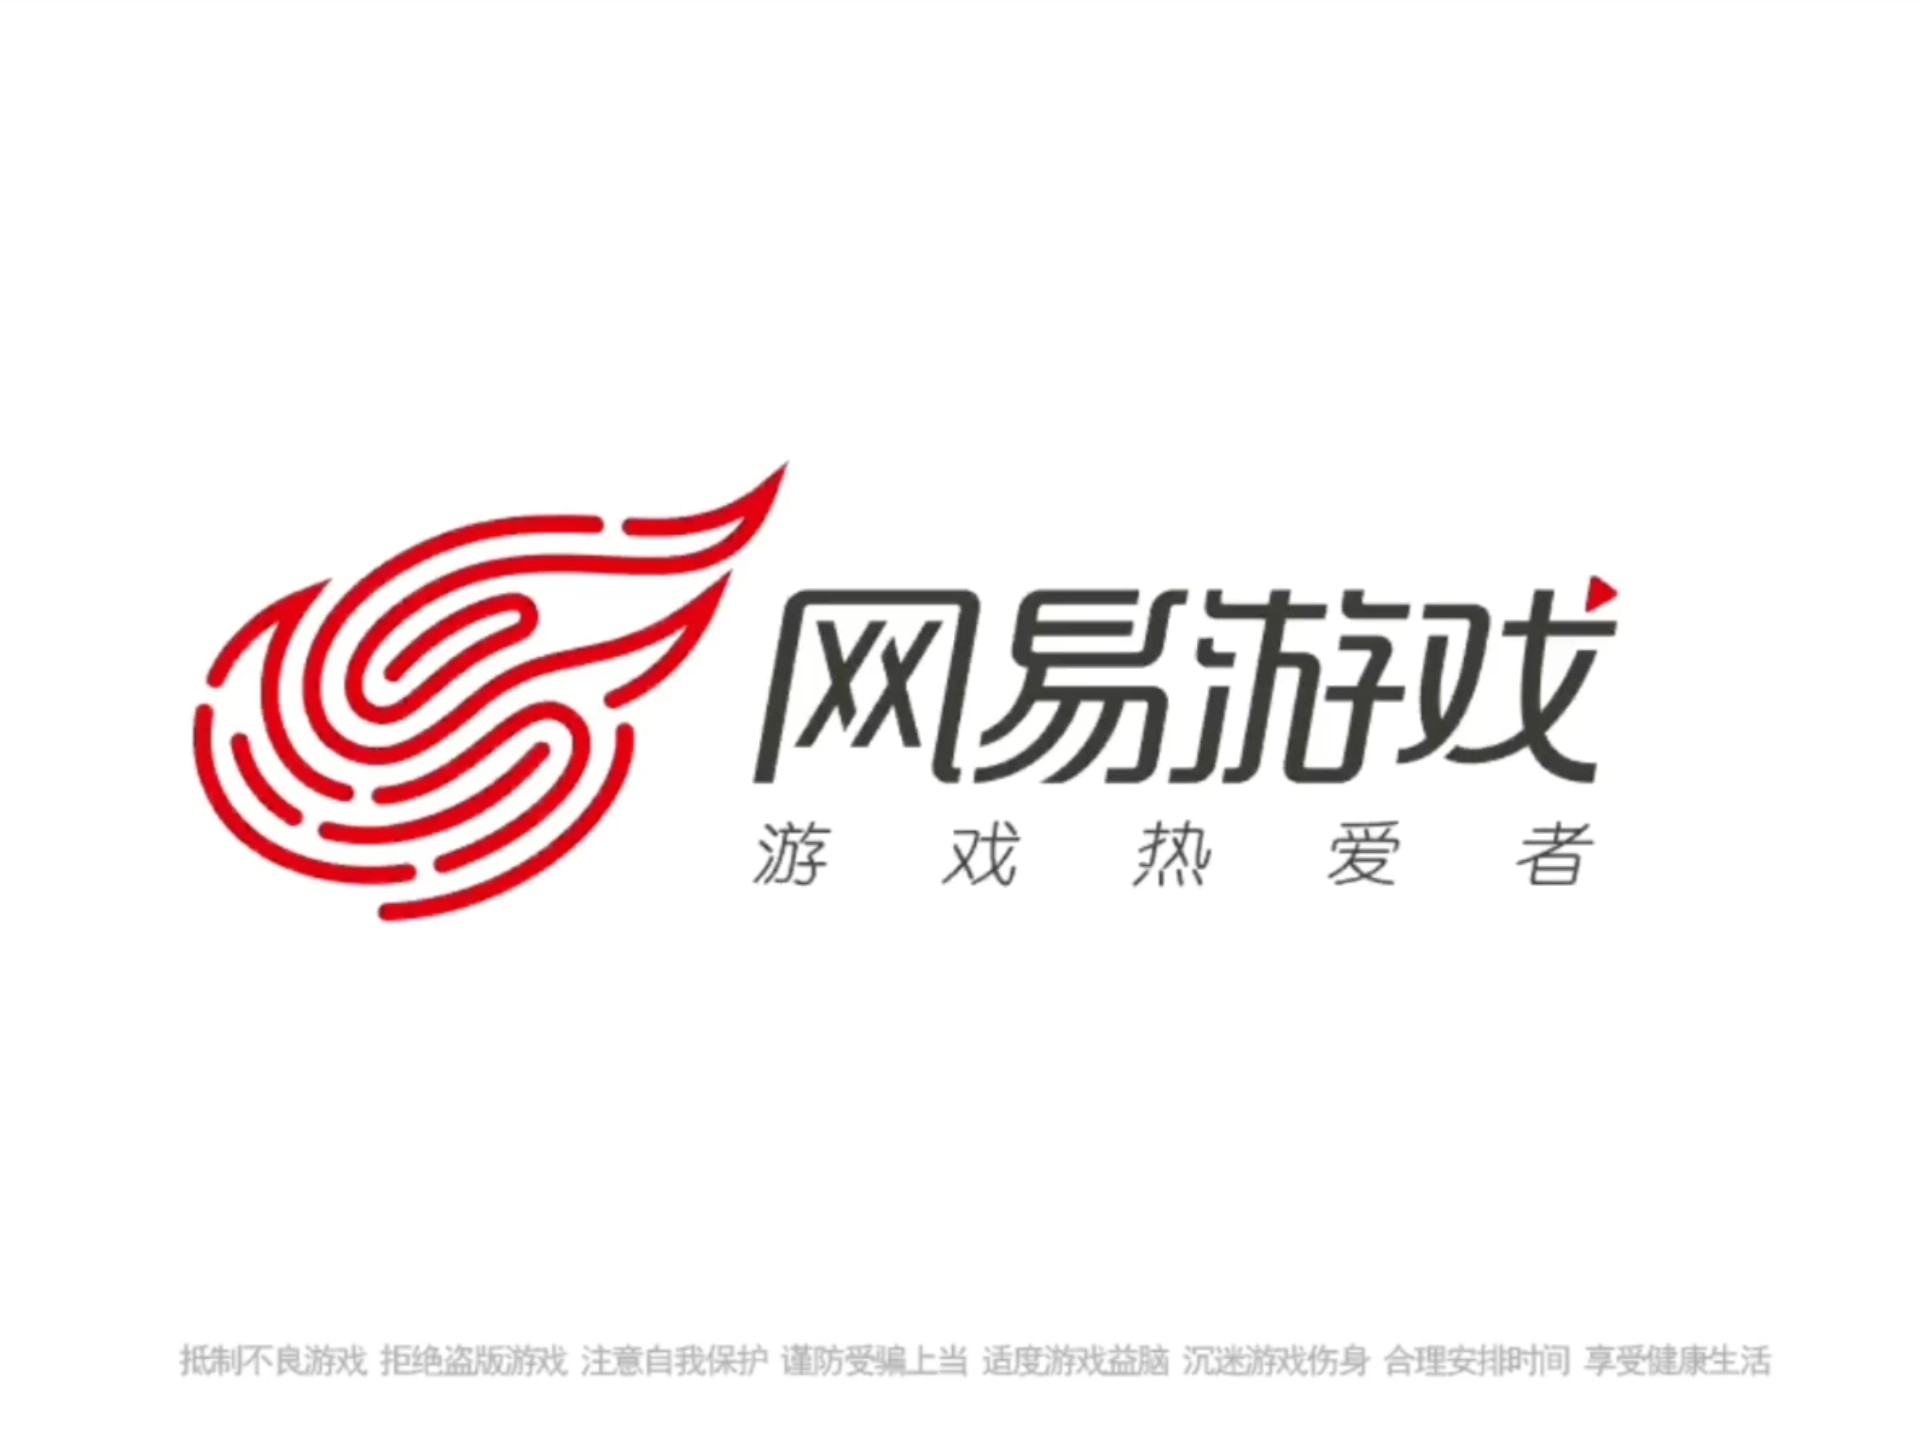 网易游戏
游戏热爱者
抵制不良游戏 拒绝盗版游戏 注意自我保护 谨防受骗上当 适度游戏益脑 沉迷游戏伤身 合理安排时间 享受健康生活